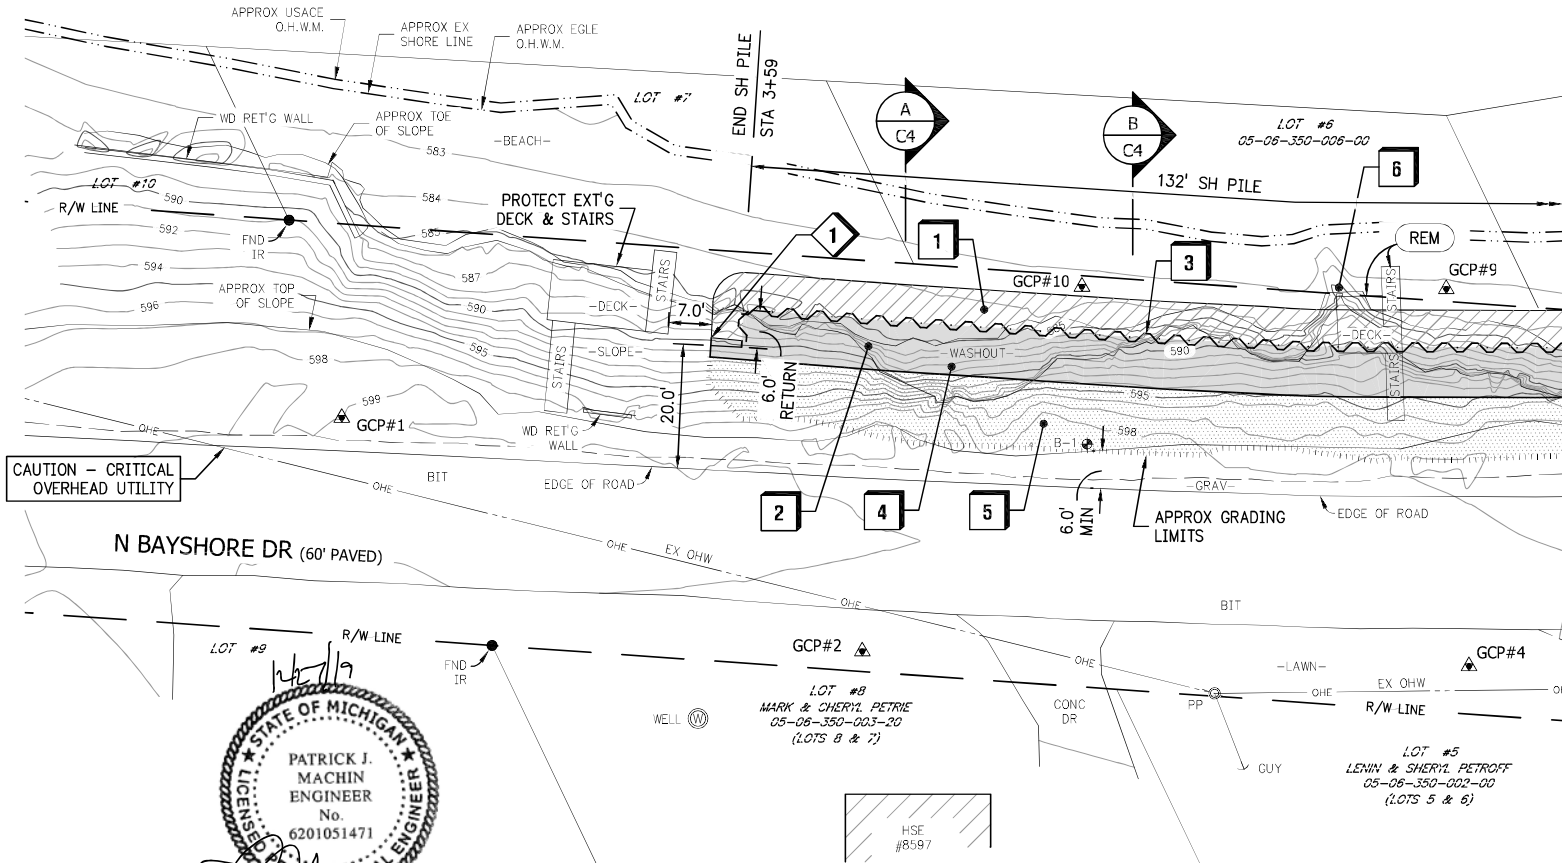 APPROX USACE
O.H.W.M.
APPROX EX
SHORE LINE
APPROX EGLE
O.H.W.M.
LOT #7
END SH PILE
STA 3+59
A
C4
B
C4
LOT #6
05-06-350-006-00
WD RET'G WALL
APPROX TOE
OF SLOPE
-BEACH-
583
6
132' SH PILE
LOT #10
590
R/W LINE
584
PROTECT EXT'G
DECK & STAIRS
592
FND
IR
585
1
1
3
REM
594
587
STAIRS
GCP#10
GCP#9
STAIRS
APPROX TOP
OF SLOPE
596
590
-DECK-
7.0'
-DECK-
595
-SLOPE-
-WASHOUT-
590
598
STAIRS
6.0'
RETURN
STAIRS
599
20.0'
595
GCP#1
WD RET'G
WALL
598
OHE
B-1
CAUTION - CRITICAL
OVERHEAD UTILITY
BIT
OHE
EDGE OF ROAD
-GRAV-
2
4
5
6.0'
MIN
APPROX GRADING
LIMITS
EDGE OF ROAD
N BAYSHORE DR (60' PAVED)
OHE
EX OHW
OHE
BIT
LOT #9
R/W LINE
FND
IR
GCP#2
OHE
-LAWN-
GCP#4
LOT #8
MARK & CHERYL PETRIE
05-06-350-003-20
(LOTS 8 & 7)
WELL W
CONC
DR
PP
OHE
EX OHW
R/W LINE
GUY
LOT #5
LENIN & SHERYL PETROFF
05-06-350-002-00
(LOTS 5 & 6)
STATE OF MICHIGAN
PATRICK J.
MACHIN
ENGINEER
No.
6201051471
LICENSED
ENGINEER
HSE
#8597